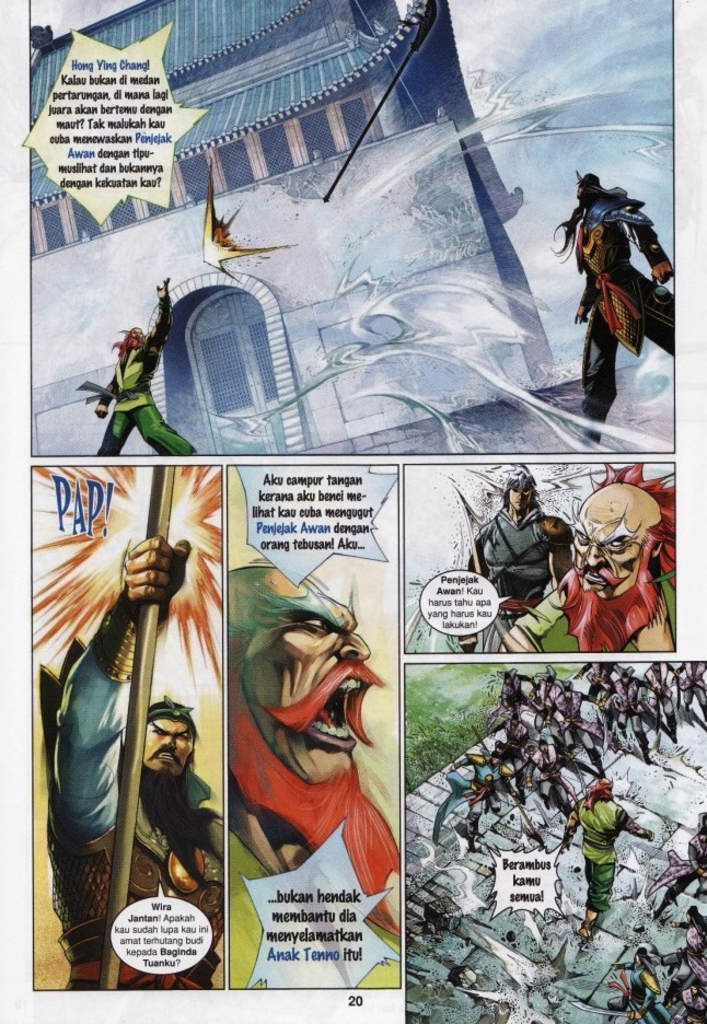 Hong Ying Chang!
Kalau bukan di medan
pertarungan, di mana lagi
juara akan bertemu dengan
maut? Tak malukah kau
cuba menewaskan Penjejak
Awan dengan tipu-
muslihat dan bukannya
dengan kekuatan kau?
PAP!
Wira
Jantan! Apakah
kau sudah lupa kau ini
amat terhutang budi
kepada Baginda
Tuanku?
Aku campur tangan
kerana aku benci me-
lihat kau cuba mengugut
Penjejak Awan dengan
orang tebusan! Aku...
...bukan hendak
membantu dia
menyelamatkan
Anak Tenno itu!
Penjejak
Awan! Kau
harus tahu apa
yang harus kau
lakukan!
Berambus
kamu
semua!
20